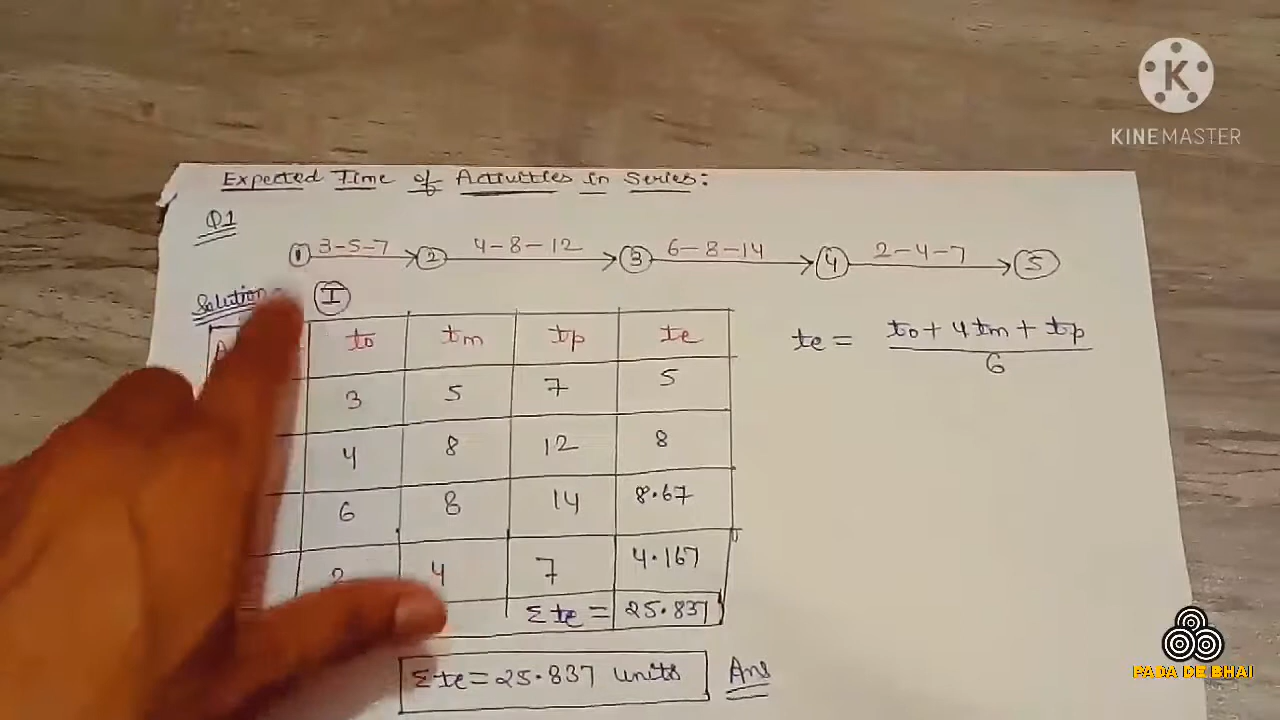 KINEMASTER
Expected Time of Activities in Series:
Q1
1 3-5-7 2 4-8-12 3 6-8-14 4 2-4-7 5
Solution I
to tm tp te
te = to + 4tm + tp / 6
3 5 7 5
4 8 12 8
6 8 14 8.67
2 4 7 4.167
Σte = 25.837
Σte = 25.837 units Ans
PADA DE BHAI